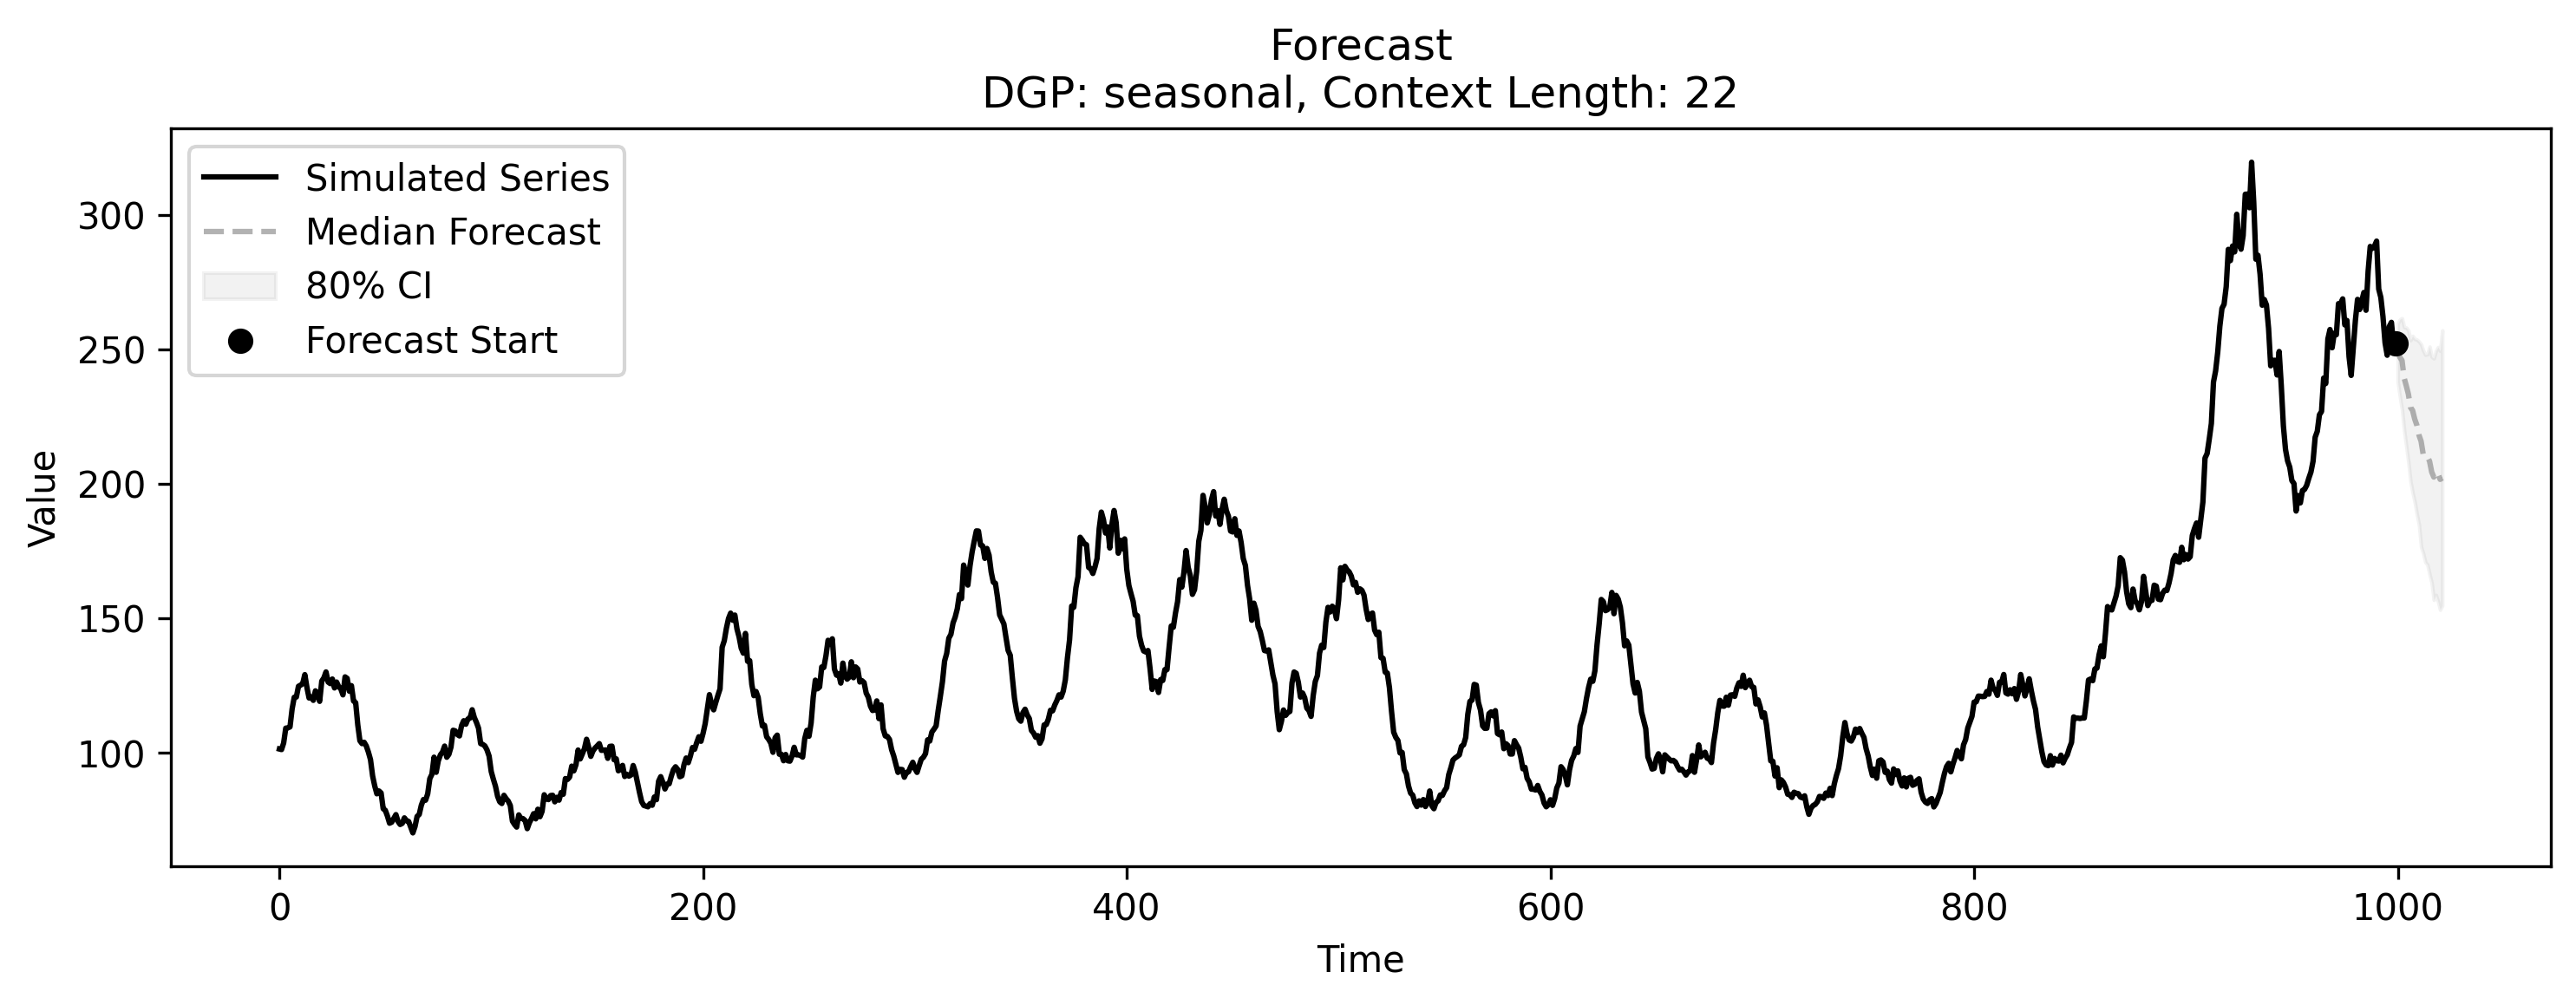 Forecast
DGP: seasonal, Context Length: 22
Simulated Series
Median Forecast
80% CI
Forecast Start
Value
300
250
200
150
100
0 200 400 600 800 1000
Time